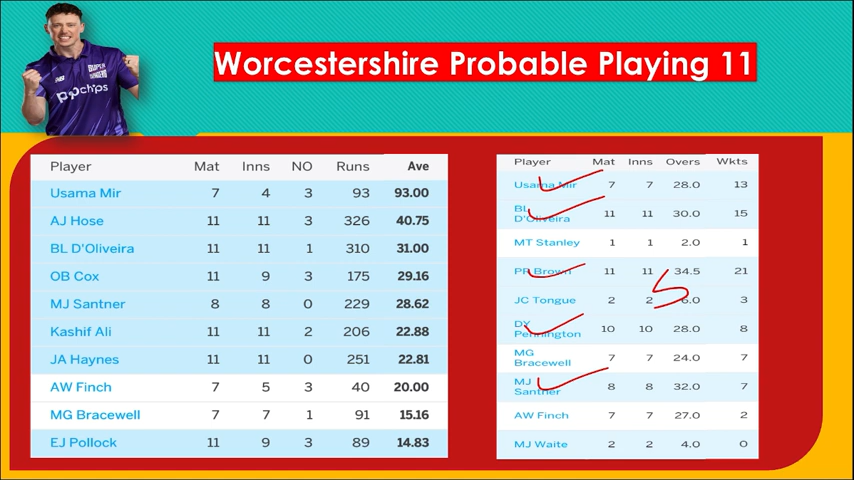 Worcestershire Probable Playing 11
popchips
Player Mat Inns NO Runs Ave
Usama Mir 7 4 3 93 93.00
AJ Hose 11 11 3 326 40.75
BL D'Oliveira 11 11 1 310 31.00
OB Cox 11 9 3 175 29.16
MJ Santner 8 8 0 229 28.62
Kashif Ali 11 11 2 206 22.88
JA Haynes 11 11 0 251 22.81
AW Finch 7 5 3 40 20.00
MG Bracewell 7 7 1 91 15.16
EJ Pollock 11 9 3 89 14.83
Player Mat Inns Overs Wkts
Usama Mir 7 7 28.0 13
BL
D'Oliveira 11 11 30.0 15
MT Stanley 1 1 2.0 1
PR Brown 11 11 34.5 21
JC Tongue 2 2 6.0 3
5
DY
Pennington 10 10 28.0 8
MG
Bracewell 7 7 24.0 7
MJ
Santner 8 8 32.0 7
AW Finch 7 7 27.0 2
MJ Waite 2 2 4.0 0